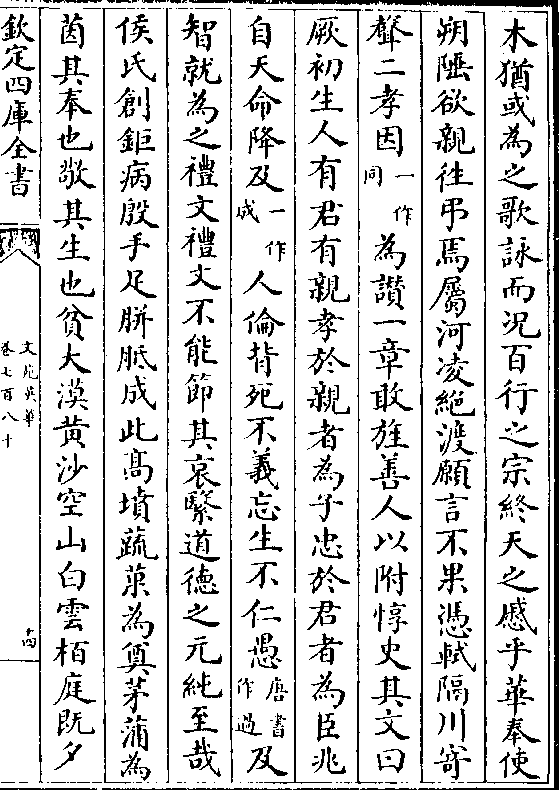 木猶或為之歌詠而况百行之宗終天之慼乎華奉使
朔陲欲親徃弔焉屬河凌絶渡願言不果憑軾隔川寄
聲二孝因一作同為讃一章敢旌善人以附惇史其文曰
厥初生人有君有親孝於親者為子忠於君者為臣兆
自天命降及一作成人倫背死不義忘生不仁愚唐書作過及
智就為之禮文禮文不能節其哀繄道徳之元純至哉
侯氏創鉅病殷手足胼胝成此髙墳蔬菓為奠茅蒲為
茵其奉也敬其生也貧大漠黄沙空山白雲栢庭既夕
欽定四庫全書
文苑英華
卷七百八十
四